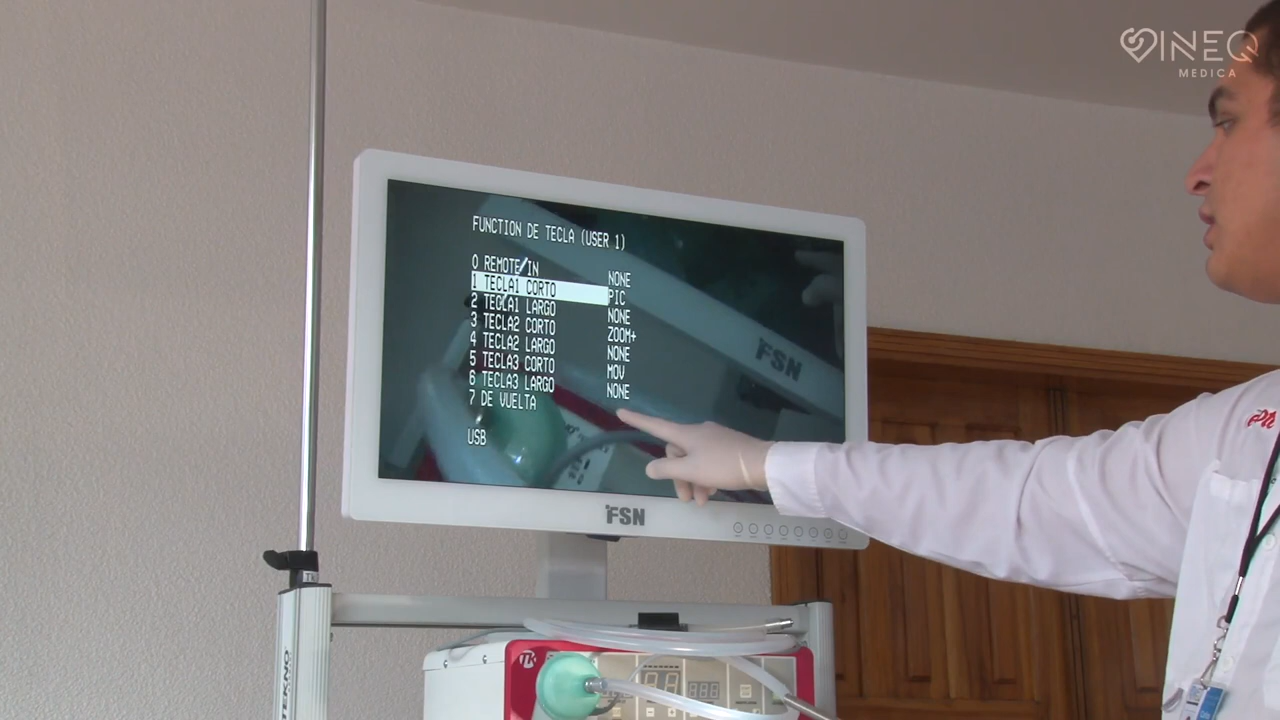 INEQ
MEDICA
FUNCTION DE TECLA (USER 1)
0 REMOTE IN NONE
1 TECLA1 CORTO PIC
2 TECLA1 LARGO NONE
3 TECLA2 CORTO ZOOM+
4 TECLA2 LARGO NONE
5 TECLA3 CORTO MOV
6 TECLA3 LARGO NONE
7 DE VUELTA
USB
FSN
FSN
TEKNO